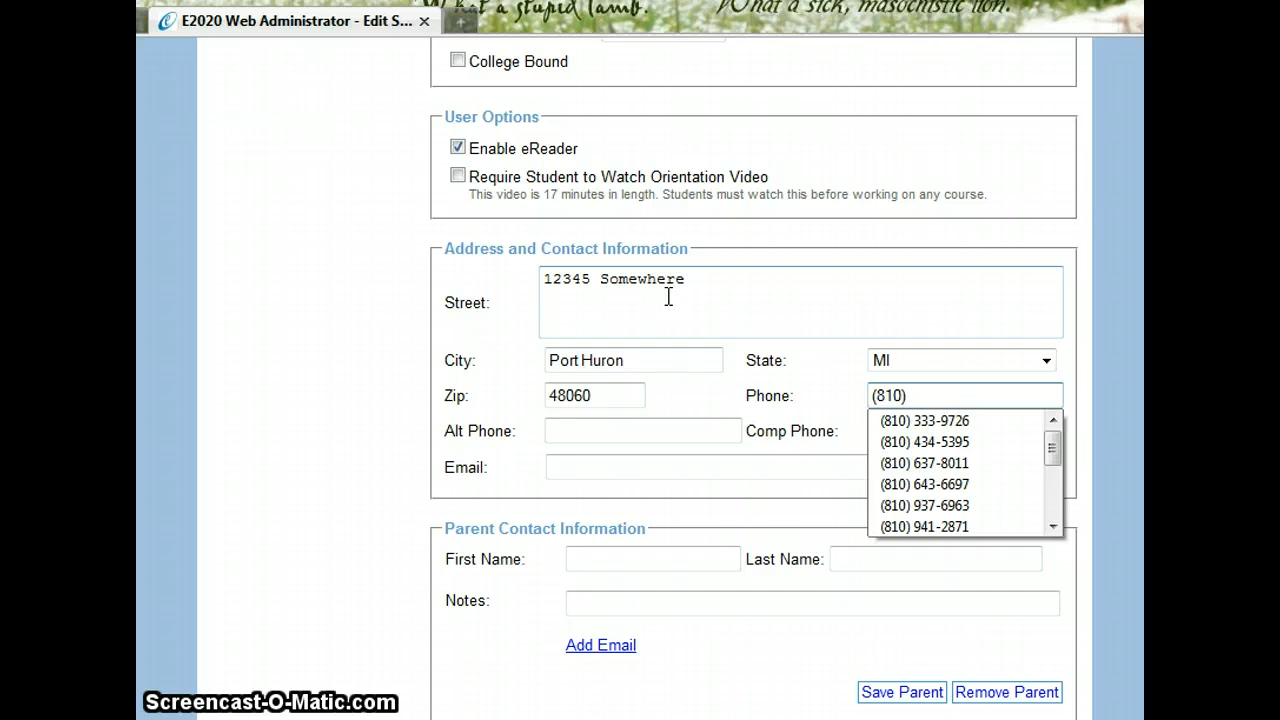 What a stupid lamb. What a sick, masochistic lion.
E2020 Web Administrator - Edit S...
College Bound
User Options
Enable eReader
Require Student to Watch Orientation Video
This video is 17 minutes in length. Students must watch this before working on any course.
Address and Contact Information
Street: 12345 Somewhere
City: Port Huron State: MI
Zip: 48060 Phone: (810)
(810) 333-9726
Alt Phone: Comp Phone:
(810) 434-5395
(810) 637-8011
Email:
(810) 643-6697
(810) 937-6963
(810) 941-2871
Parent Contact Information
First Name: Last Name:
Notes:
Add Email
Save Parent Remove Parent
Screencast-O-Matic.com